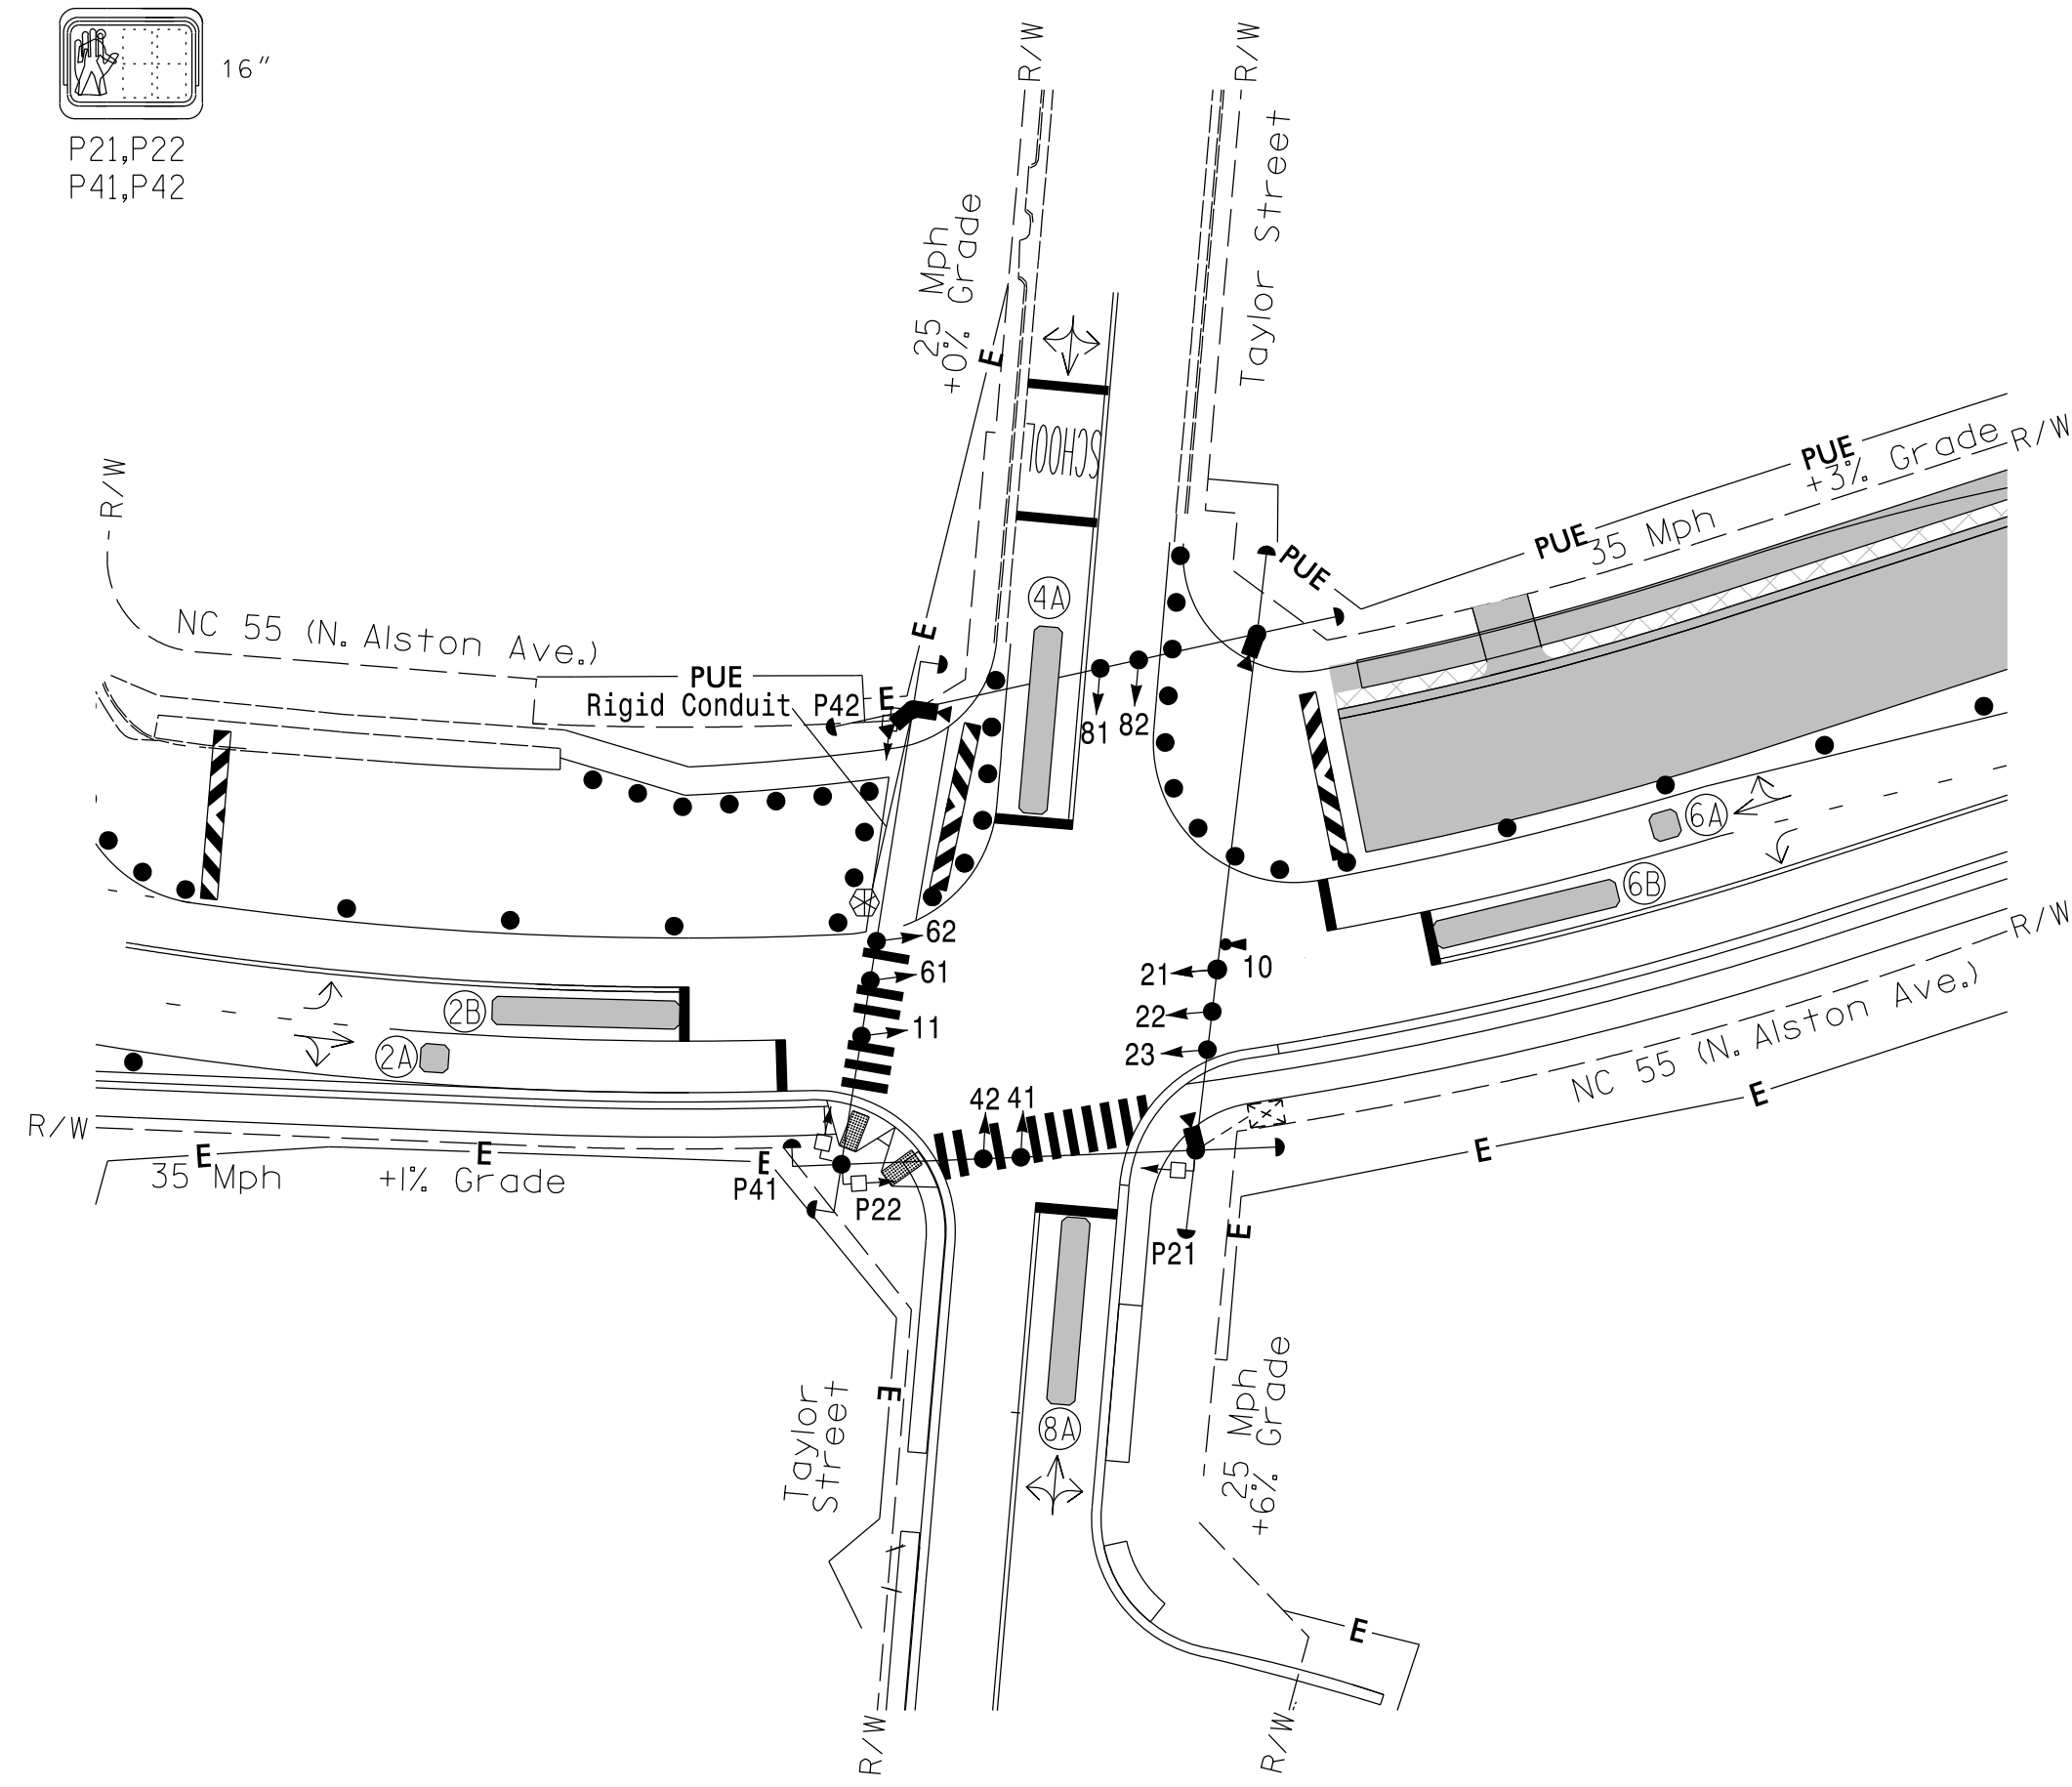 16"
P21,P22
P41,P42
R/W
R/W
Taylor Street
25 Mph
+0% Grade
E
SCHOOL
PUE
+3% Grade
R/W
PUE
35 Mph
PUE
R/W
4A
NC 55 (N. Alston Ave.)
E
PUE
Rigid Conduit
P42
E
81
82
6A
6B
62
61
11
21
10
22
23
2B
2A
R/W
NC 55 (N. Alston Ave.)
E
42
41
R/W
E
E
E
E
35 Mph
+1% Grade
P41
P22
P21
E
Taylor
Street
E
8A
25 Mph
+6% Grade
E
R/W
R/W